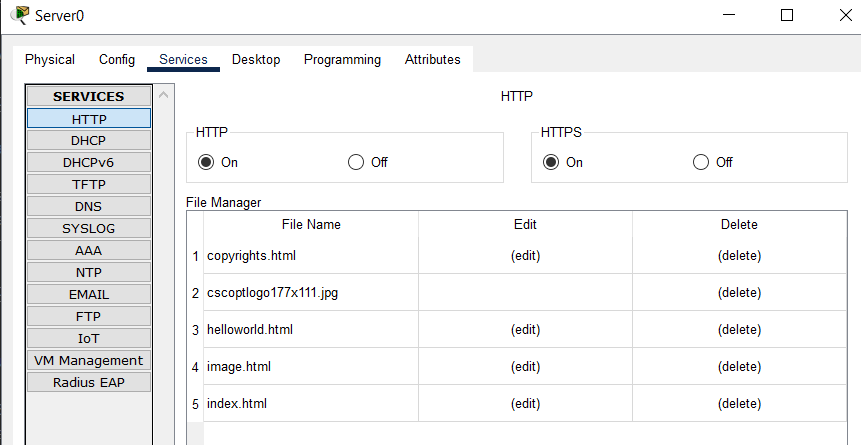 Server0
Physical Config Services Desktop Programming Attributes
SERVICES
HTTP
DHCP
DHCPv6
TFTP
DNS
SYSLOG
AAA
NTP
EMAIL
FTP
IoT
VM Management
Radius EAP
HTTP
HTTP
On Off
HTTPS
On Off
File Manager
File Name Edit Delete
1 copyrights.html (edit) (delete)
2 cscoptlogo177x111.jpg (delete)
3 helloworld.html (edit) (delete)
4 image.html (edit) (delete)
5 index.html (edit) (delete)